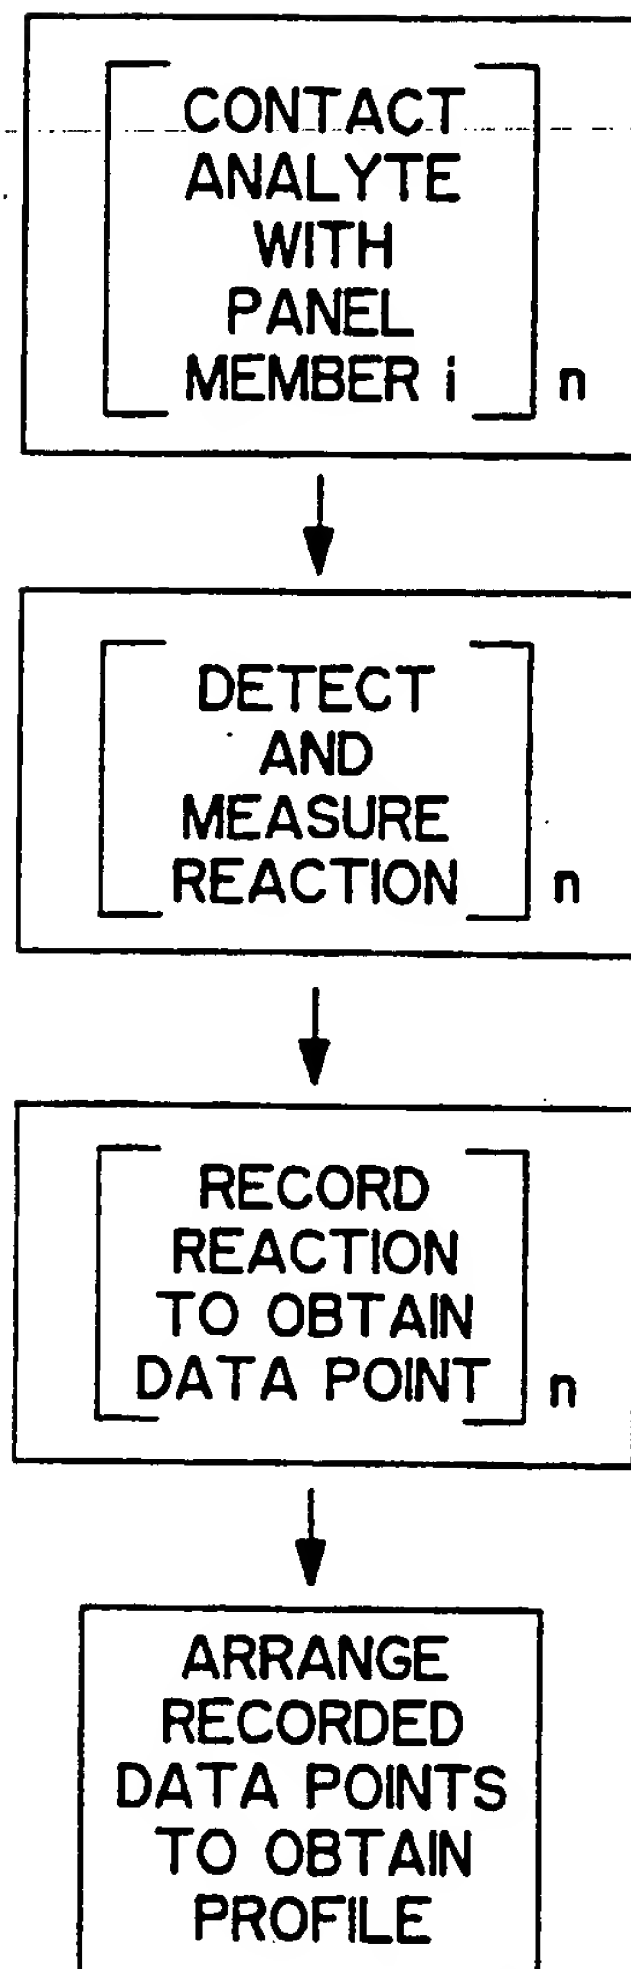 CONTACT
ANALYTE
WITH
PANEL
MEMBER i n
DETECT
AND
MEASURE
REACTION n
RECORD
REACTION
TO OBTAIN
DATA POINT n
ARRANGE
RECORDED
DATA POINTS
TO OBTAIN
PROFILE